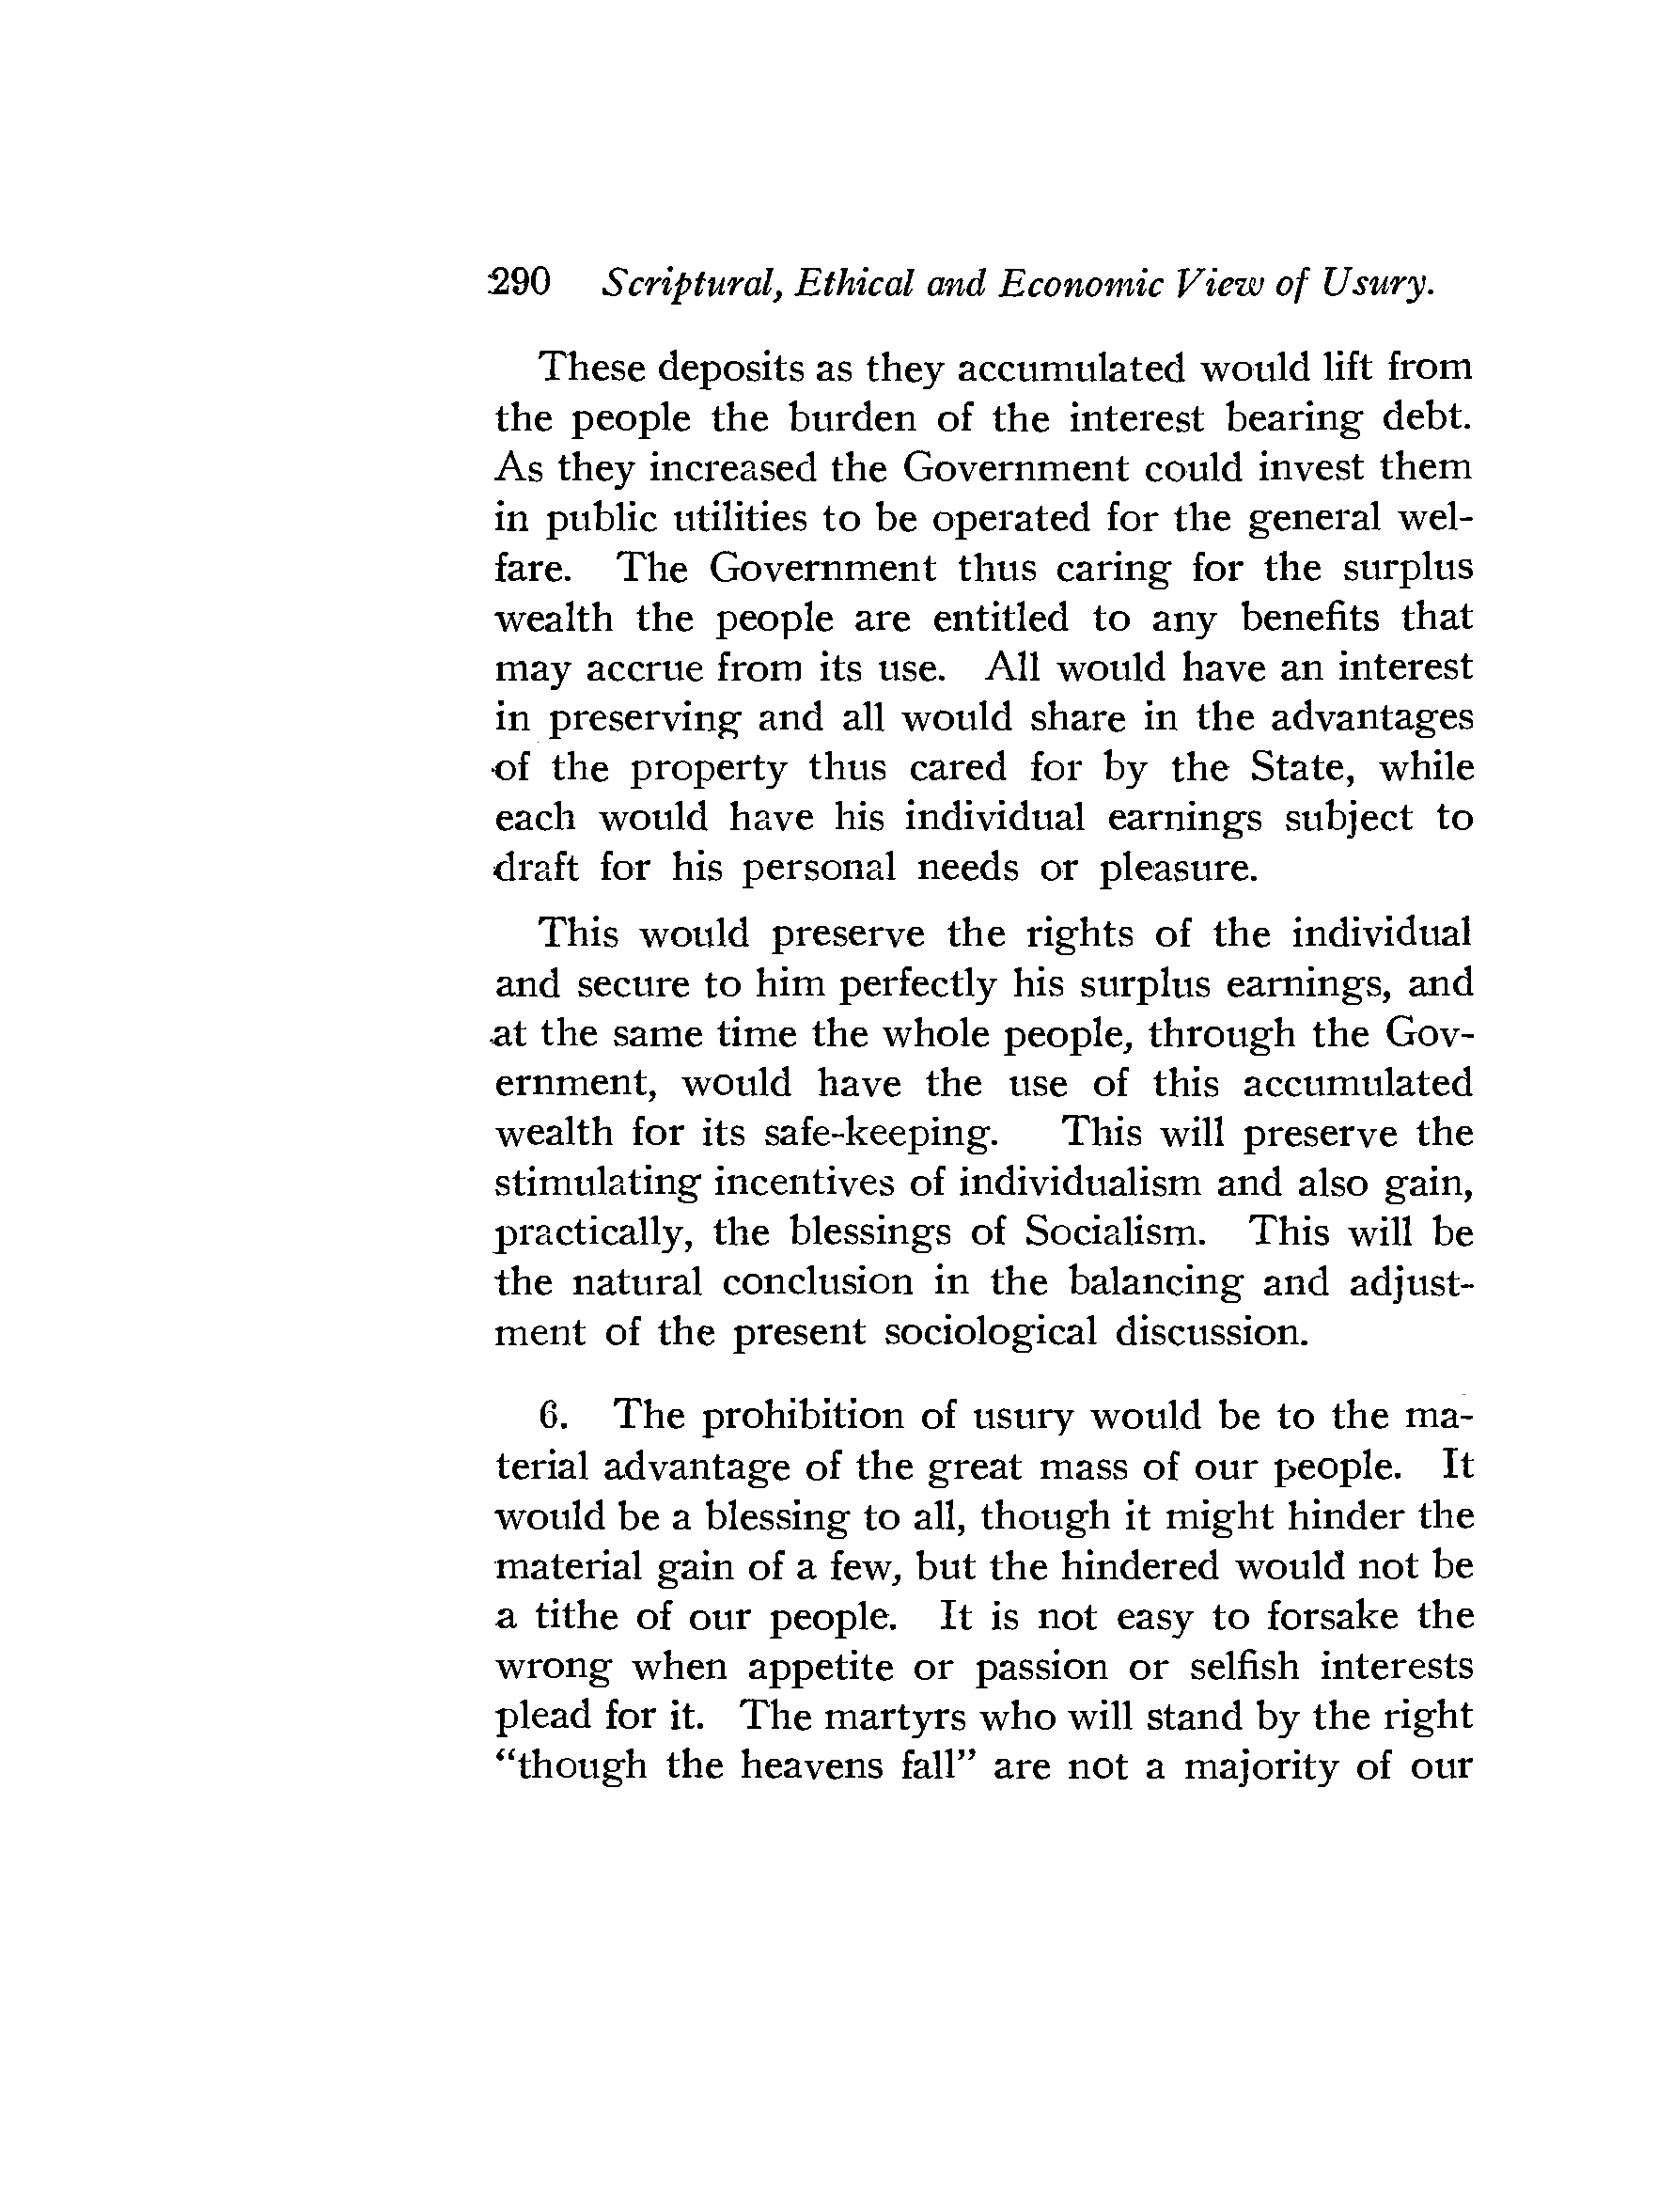 290 Scriptural, Ethical and Economic View of Usury.
These deposits as they accumulated would lift from
the people the burden of the interest bearing debt.
As they increased the Government could invest them
in public utilities to be operated for the general wel-
fare. The Government thus caring for the surplus
wealth the people are entitled to any benefits that
may accrue from its use. All would have an interest
in preserving and all would share in the advantages
of the property thus cared for by the State, while
each would have his individual earnings subject to
draft for his personal needs or pleasure.
This would preserve the rights of the individual
and secure to him perfectly his surplus earnings, and
at the same time the whole people, through the Gov-
ernment, would have the use of this accumulated
wealth for its safe-keeping. This will preserve the
stimulating incentives of individualism and also gain,
practically, the blessings of Socialism. This will be
the natural conclusion in the balancing and adjust-
ment of the present sociological discussion.
6. The prohibition of usury would be to the ma-
terial advantage of the great mass of our people. It
would be a blessing to all, though it might hinder the
material gain of a few, but the hindered would not be
a tithe of our people. It is not easy to forsake the
wrong when appetite or passion or selfish interests
plead for it. The martyrs who will stand by the right
“though the heavens fall” are not a majority of our